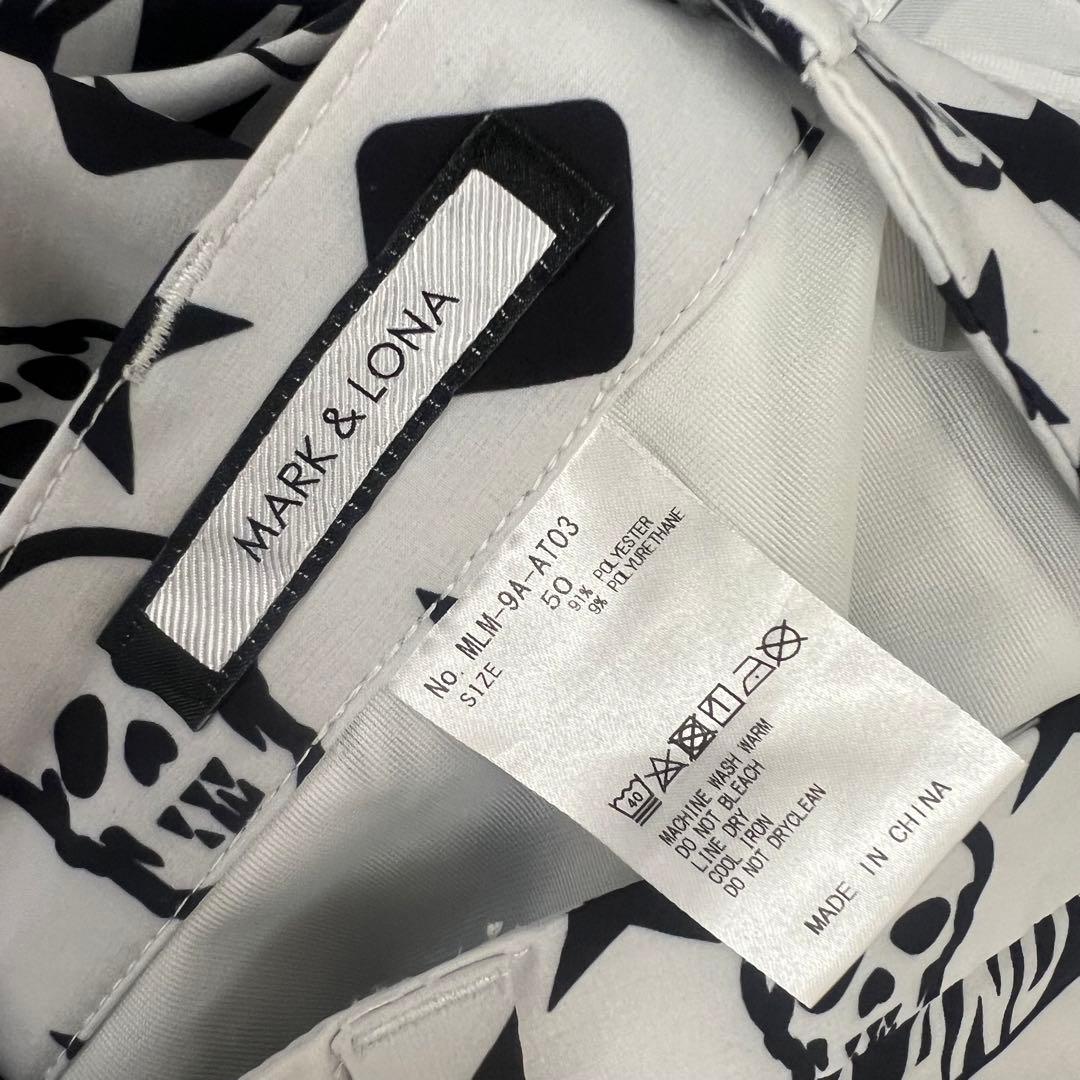 MARK & LONA
No. MLM-9A-AT03
SIZE 50
91% POLYESTER
9% POLYURETHANE
40
MACHINE WASH WARM
DO NOT BLEACH
LINE DRY
COOL IRON
DO NOT DRYCLEAN
MADE IN CHINA